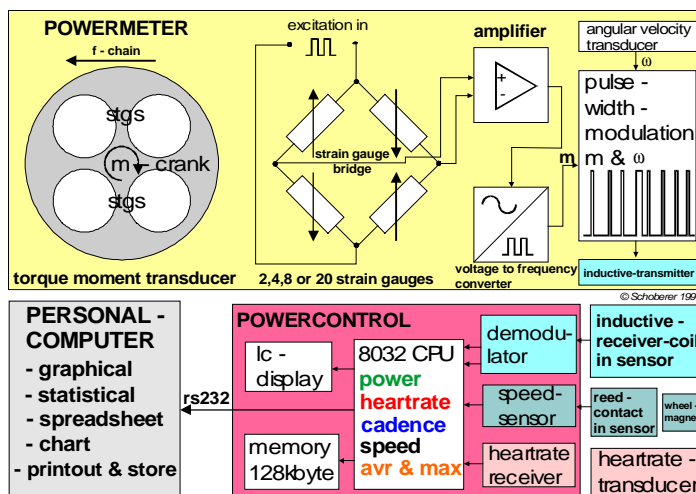 POWERMETER
f - chain
stgs
m - crank
stgs
torque moment transducer
excitation in
strain gauge
bridge
2,4,8 or 20 strain gauges
amplifier
+
-
m
voltage to frequency
converter
angular velocity
transducer
ω
pulse -
width -
modulation
m & ω
inductive-transmitter
© Schoberer 199
PERSONAL -
COMPUTER
- graphical
- statistical
- spreadsheet
- chart
- printout & store
rs232
POWERCONTROL
lc -
display
memory
128kbyte
8032 CPU
power
heartrate
cadence
speed
avr & max
demodu-
lator
speed-
sensor
heartrate
receiver
inductive -
receiver-coil
in sensor
reed -
contact
in sensor
wheel -
magne
heartrate -
transducer